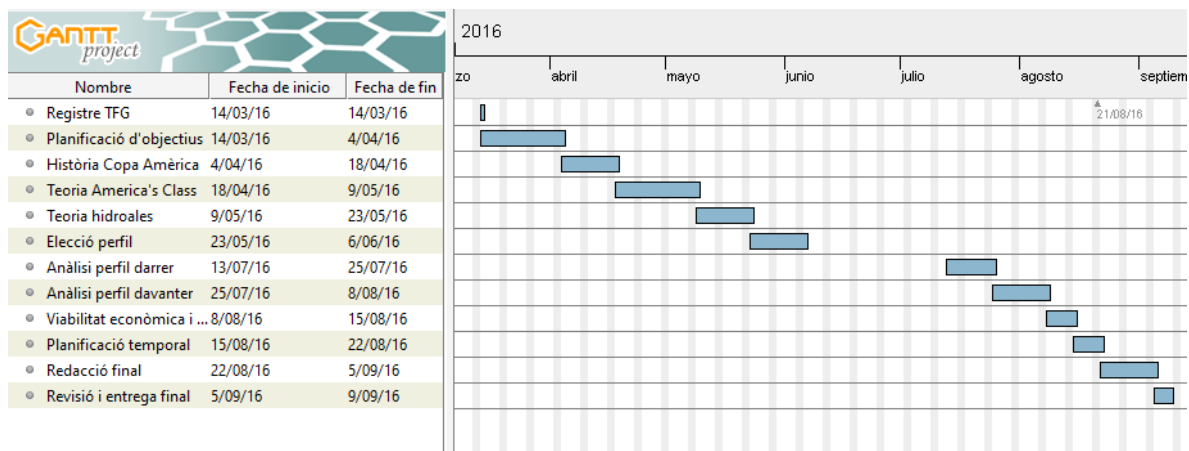 GANTT
project
2016
Nombre Fecha de inicio Fecha de fin
zo abril mayo junio julio agosto septiem
21/08/16
Registre TFG 14/03/16 14/03/16
Planificació d'objectius 14/03/16 4/04/16
Història Copa Amèrica 4/04/16 18/04/16
Teoria America's Class 18/04/16 9/05/16
Teoria hidroales 9/05/16 23/05/16
Elecció perfil 23/05/16 6/06/16
Anàlisi perfil darrer 13/07/16 25/07/16
Anàlisi perfil davanter 25/07/16 8/08/16
Viabilitat econòmica i ... 8/08/16 15/08/16
Planificació temporal 15/08/16 22/08/16
Redacció final 22/08/16 5/09/16
Revisió i entrega final 5/09/16 9/09/16